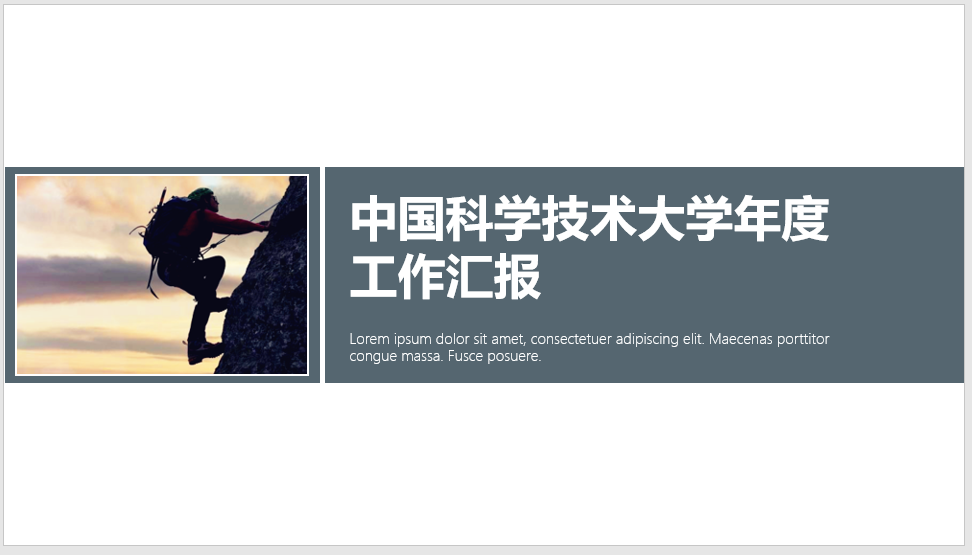 中国科学技术大学年度
工作汇报
Lorem ipsum dolor sit amet, consectetuer adipiscing elit. Maecenas porttitor
congue massa. Fusce posuere.